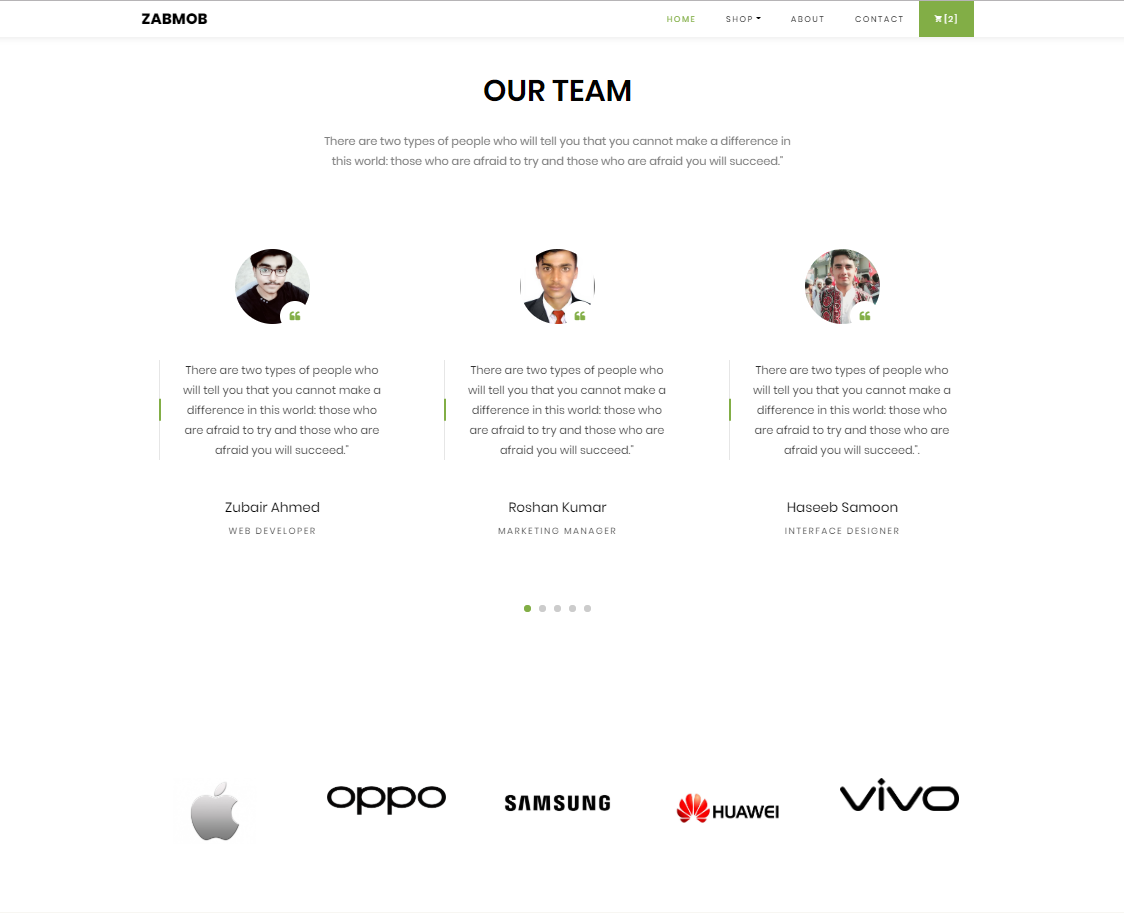 ZABMOB
HOME SHOP ABOUT CONTACT [2]
OUR TEAM
There are two types of people who will tell you that you cannot make a difference in
this world: those who are afraid to try and those who are afraid you will succeed."
There are two types of people who
will tell you that you cannot make a
difference in this world: those who
are afraid to try and those who are
afraid you will succeed."
Zubair Ahmed
WEB DEVELOPER
There are two types of people who
will tell you that you cannot make a
difference in this world: those who
are afraid to try and those who are
afraid you will succeed."
Roshan Kumar
MARKETING MANAGER
There are two types of people who
will tell you that you cannot make a
difference in this world: those who
are afraid to try and those who are
afraid you will succeed.".
Haseeb Samoon
INTERFACE DESIGNER
oppo
SAMSUNG
HUAWEI
vivo